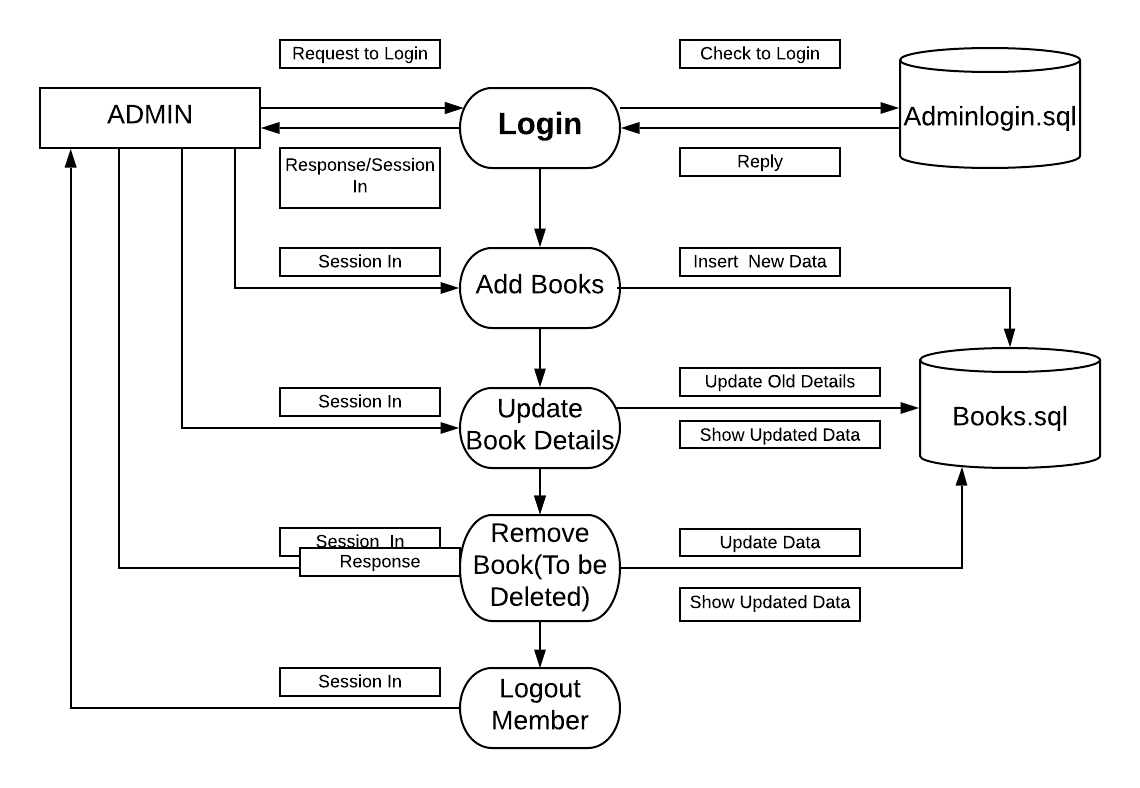 Request to Login
Check to Login
ADMIN
Login
Adminlogin.sql
Response/Session
In
Reply
Session In
Add Books
Insert  New Data
Session In
Update
Book Details
Update Old Details
Show Updated Data
Books.sql
Session  In
Response
Remove
Book(To be
Deleted)
Update Data
Show Updated Data
Session In
Logout
Member